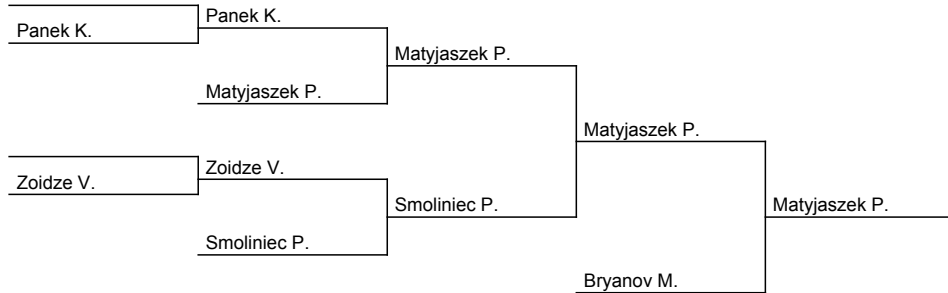 Panek K.
Panek K.
Matyjaszek P.
Matyjaszek P.
Matyjaszek P.
Zoidze V.
Zoidze V.
Smoliniec P.
Matyjaszek P.
Smoliniec P.
Bryanov M.